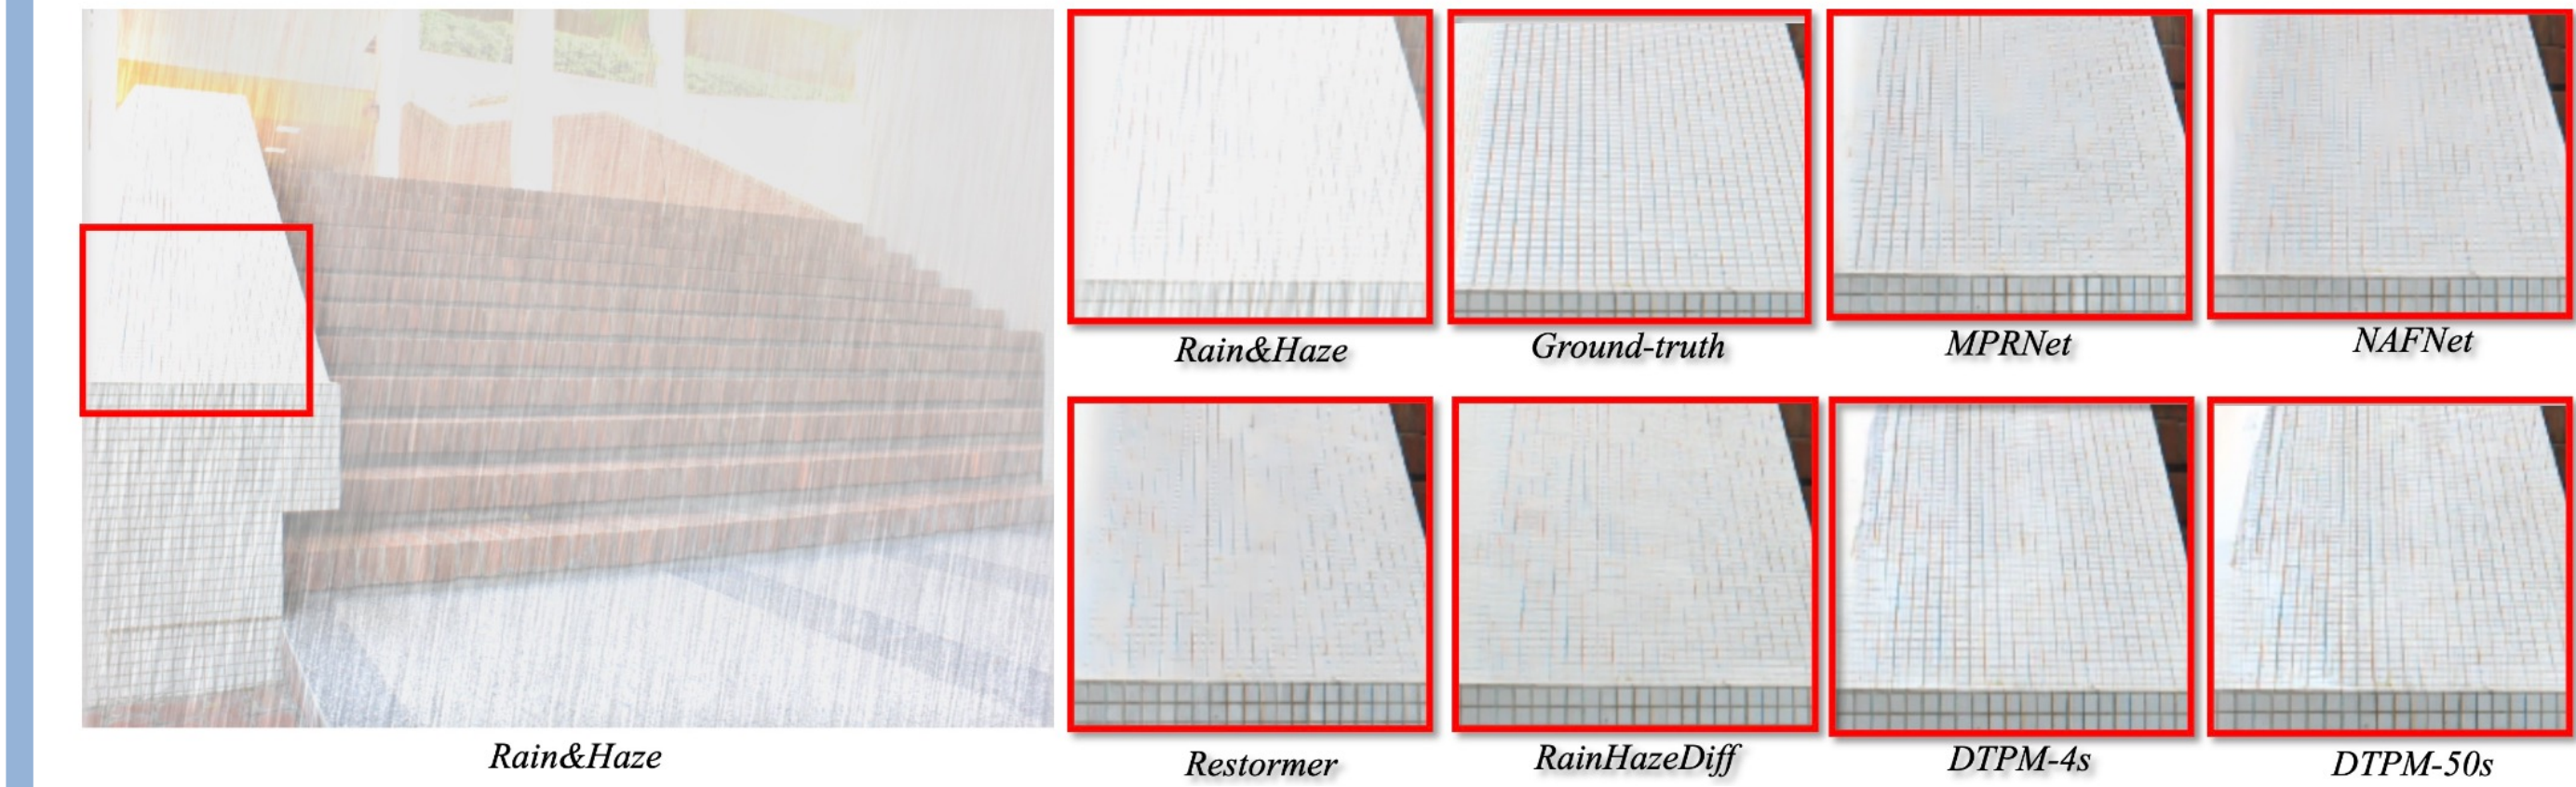 Rain&Haze
Ground-truth
MPRNet
NAFNet
Restormer
RainHazeDiff
DTPM-4s
DTPM-50s
Rain&Haze